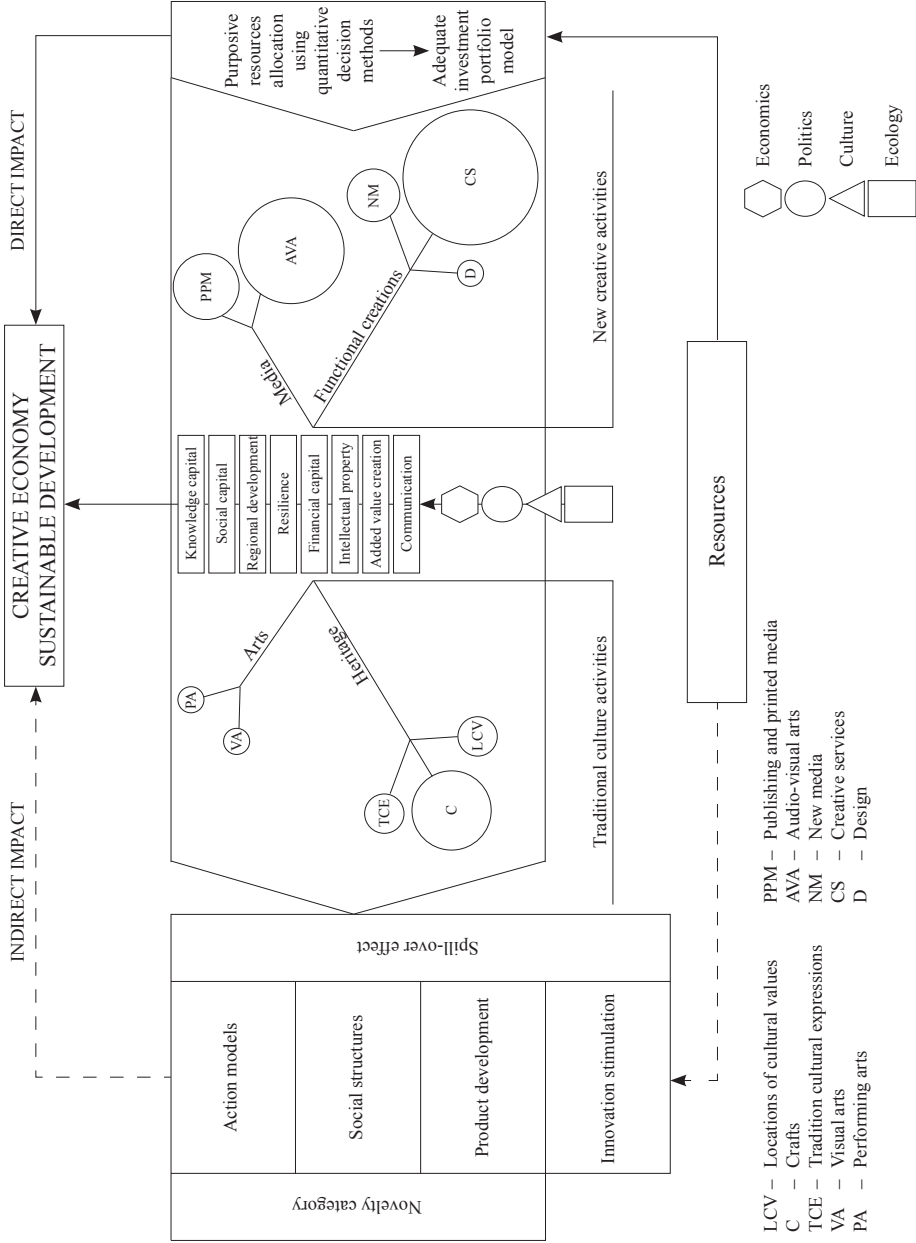 CREATIVE ECONOMY
SUSTAINABLE DEVELOPMENT
INDIRECT IMPACT
DIRECT IMPACT
Novelty category
Action models
Social structures
Product development
Innovation stimulation
Spill-over effect
Arts
PA
VA
Heritage
TCE
C
LCV
Traditional culture activities
Knowledge capital
Social capital
Regional development
Resilience
Financial capital
Intellectual property
Added value creation
Communication
Media
PPM
AVA
Functional creations
NM
D
CS
New creative activities
Purposive
resources
allocation
using
quantitative
decision
methods
Adequate
investment
portfolio
model
Resources
LCV – Locations of cultural values
C – Crafts
TCE – Tradition cultural expressions
VA – Visual arts
PA – Performing arts
PPM – Publishing and printed media
AVA – Audio-visual arts
NM – New media
CS – Creative services
D – Design
Economics
Politics
Culture
Ecology